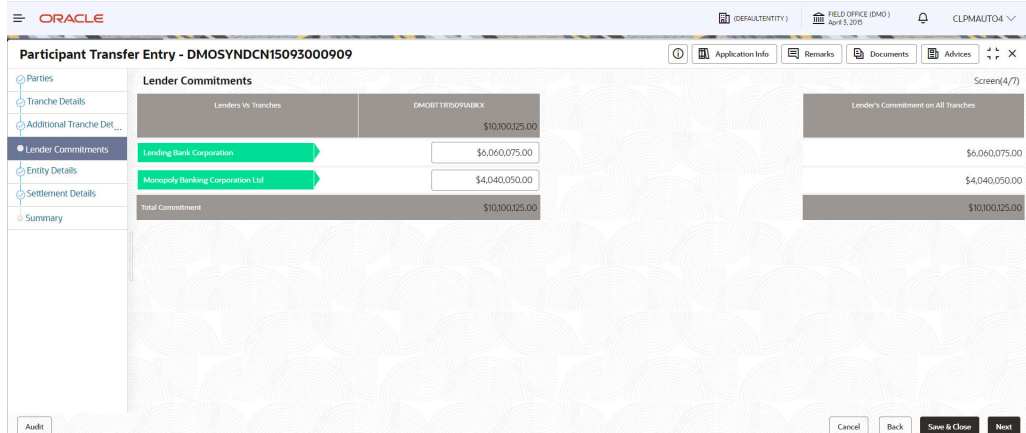 ORACLE
(DEFAULTENTITY )
FIELD OFFICE (DMO )
April 3, 2015
CLPMAUTO4
Participant Transfer Entry - DMOSYNDCN15093000909
Application Info
Remarks
Documents
Advices
Parties
Tranche Details
Additional Tranche Det...
Lender Commitments
Entity Details
Settlement Details
Summary
Lender Commitments
Screen(4/7)
Lenders Vs Tranches
DMOBTTR15091ABKX
Lender's Commitment on All Tranches
$10,100,125.00
Lending Bank Corporation
$6,060,075.00
$6,060,075.00
Monopoly Banking Corporation Ltd
$4,040,050.00
$4,040,050.00
Total Commitment
$10,100,125.00
$10,100,125.00
Audit
Cancel
Back
Save & Close
Next